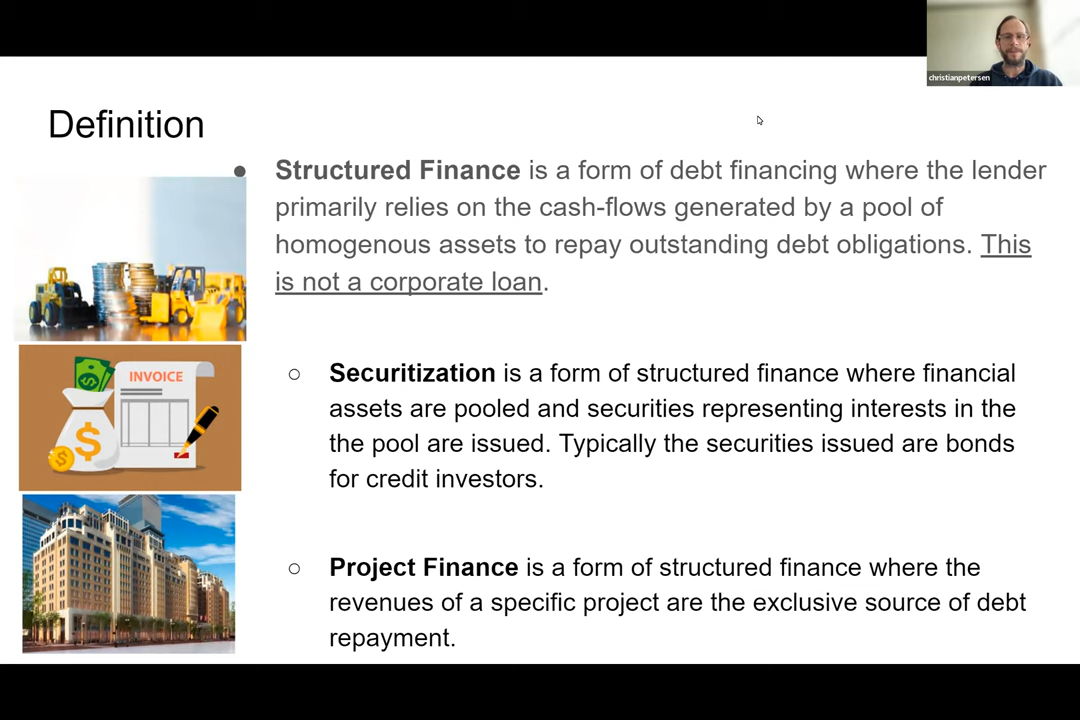 christianpetersen
Definition
● Structured Finance is a form of debt financing where the lender
primarily relies on the cash-flows generated by a pool of
homogenous assets to repay outstanding debt obligations. This
is not a corporate loan.
INVOICE
○ Securitization is a form of structured finance where financial
assets are pooled and securities representing interests in the
the pool are issued. Typically the securities issued are bonds
for credit investors.
○ Project Finance is a form of structured finance where the
revenues of a specific project are the exclusive source of debt
repayment.